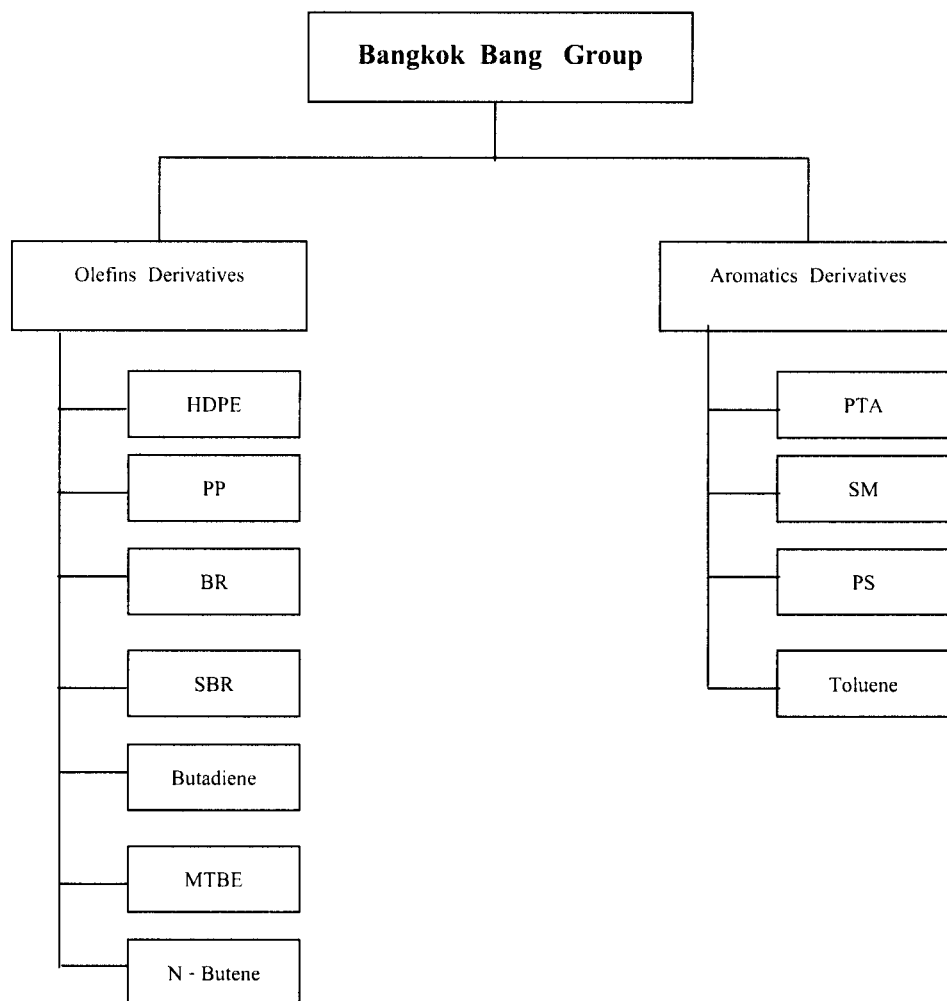 Bangkok Bang Group
Olefins Derivatives
HDPE
PP
BR
SBR
Butadiene
MTBE
N - Butene
Aromatics Derivatives
PTA
SM
PS
Toluene